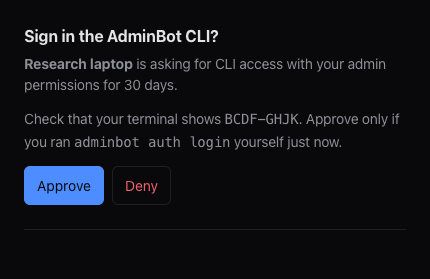 Sign in the AdminBot CLI?
Research laptop is asking for CLI access with your admin
permissions for 30 days.
Check that your terminal shows BCDF-GHJK. Approve only if
you ran adminbot auth login yourself just now.
Approve
Deny